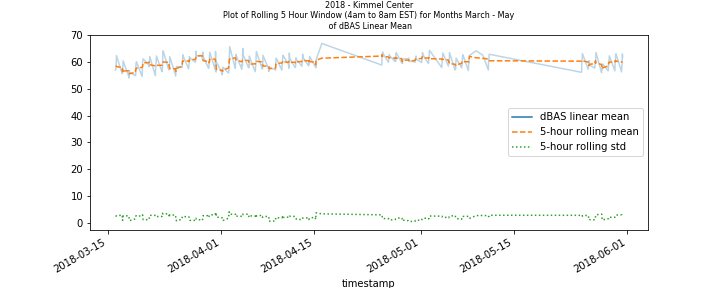 2018 - Kimmel Center
Plot of Rolling 5 Hour Window (4am to 8am EST) for Months March - May
of dBAS Linear Mean
70
60
50
40
30
20
10
0
dBAS linear mean
5-hour rolling mean
5-hour rolling std
2018-03-15
2018-04-01
2018-04-15
2018-05-01
2018-05-15
2018-06-01
timestamp